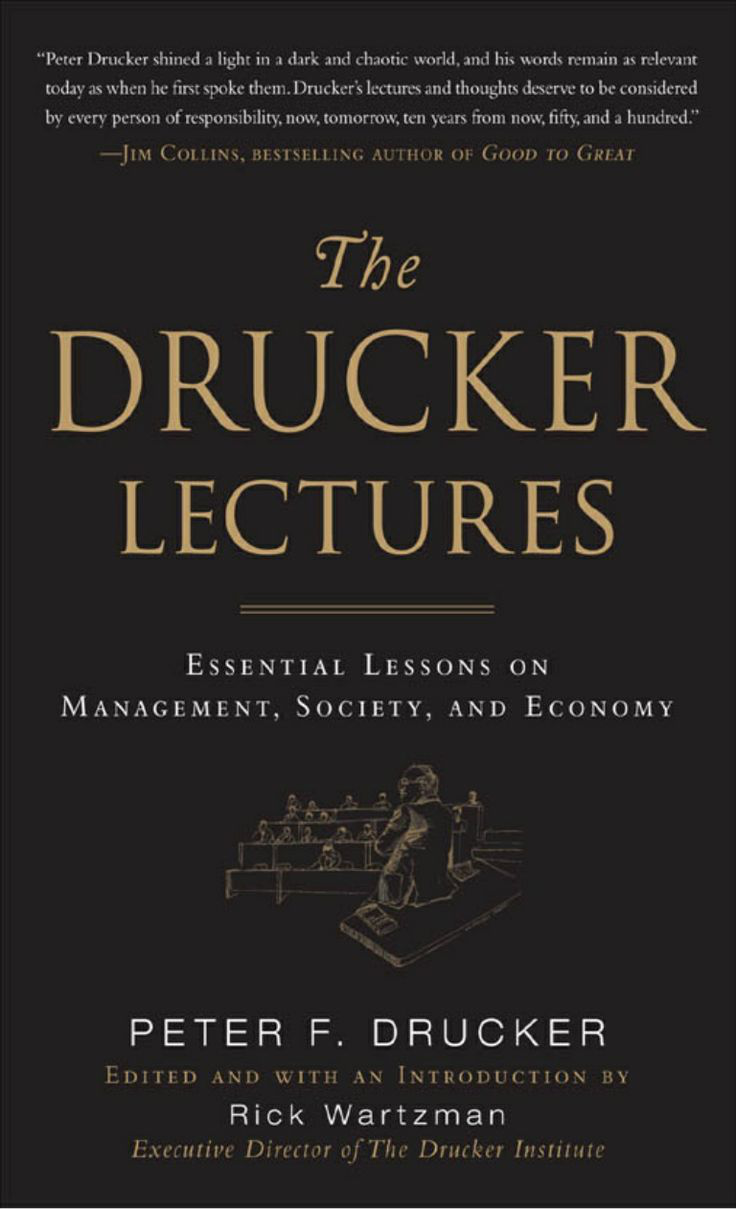 “Peter Drucker shined a light in a dark and chaotic world, and his words remain as relevant
today as when he first spoke them. Drucker’s lectures and thoughts deserve to be considered
by every person of responsibility, now, tomorrow, ten years from now, fifty, and a hundred.”
—Jim Collins, bestselling author of Good to Great
The
DRUCKER
LECTURES
Essential Lessons on
Management, Society, and Economy
PETER F. DRUCKER
Edited and with an Introduction by
Rick Wartzman
Executive Director of The Drucker Institute